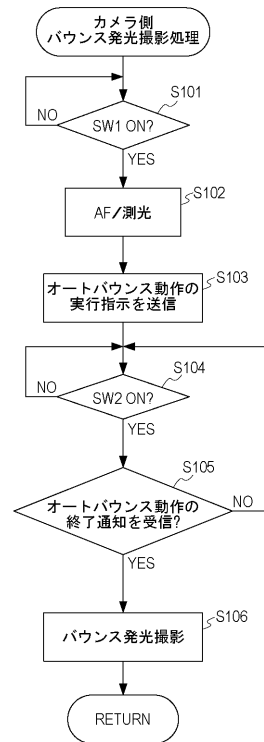 カメラ側
バウンス発光撮影処理
S101
NO
SW1 ON?
YES
S102
AF/測光
S103
オートバウンス動作の
実行指示を送信
S104
NO
SW2 ON?
YES
S105
オートバウンス動作の
終了通知を受信?
NO
YES
S106
バウンス発光撮影
RETURN